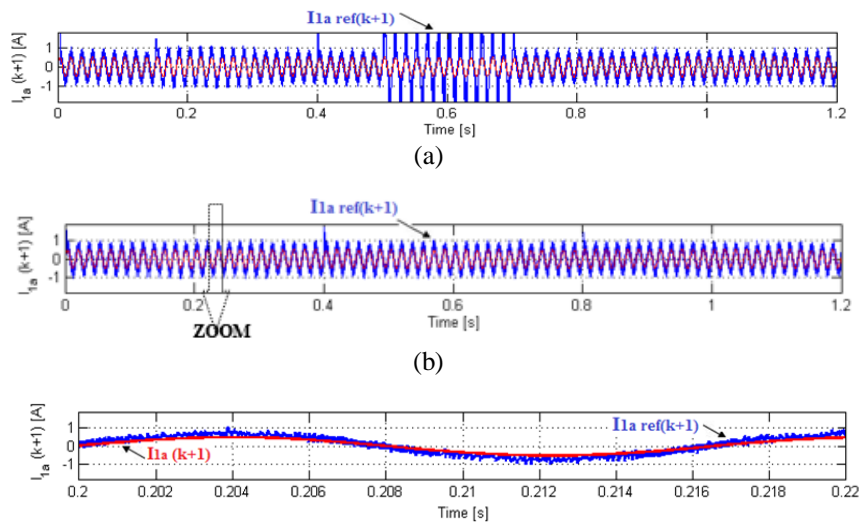 I1a ref(k+1)
I1a (k+1) [A]
1
0
-1
0 0.2 0.4 0.6 0.8 1 1.2
Time [s]
(a)
I1a ref(k+1)
I1a (k+1) [A]
1
0
-1
0 0.2 0.4 0.6 0.8 1 1.2
Time [s]
ZOOM
(b)
I1a (k+1) [A]
1
0
-1
I1a (k+1)
I1a ref(k+1)
0.2 0.202 0.204 0.206 0.208 0.21 0.212 0.214 0.216 0.218 0.22
Time [s]